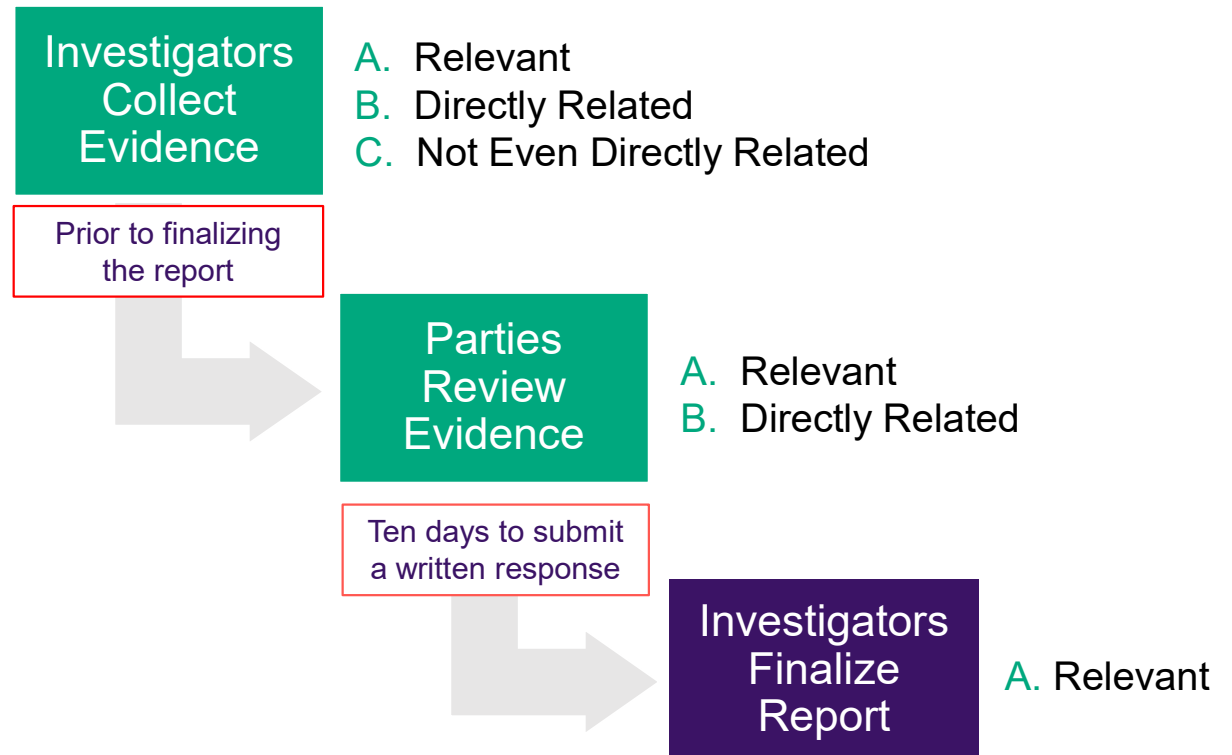 Investigators
Collect
Evidence
A. Relevant
B. Directly Related
C. Not Even Directly Related
Prior to finalizing
the report
Parties
Review
Evidence
A. Relevant
B. Directly Related
Ten days to submit
a written response
Investigators
Finalize
Report
A. Relevant